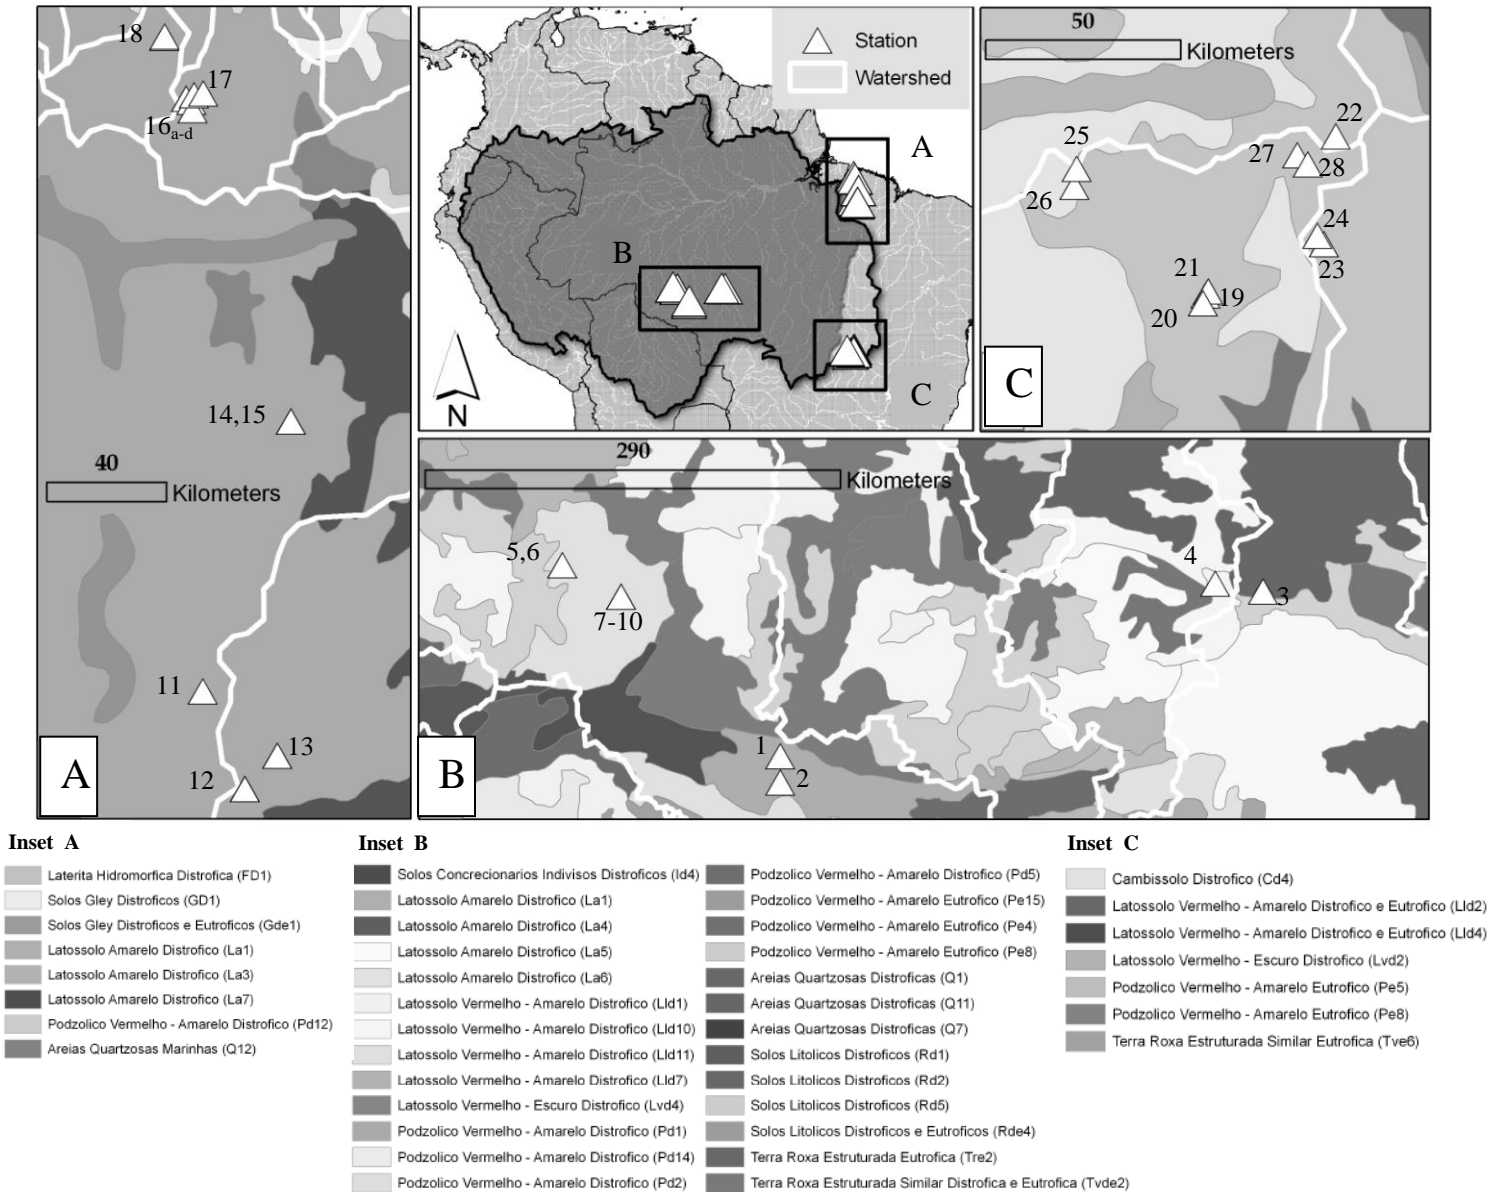 18
17
16a-d
14,15
40
Kilometers
11
13
12
A
Station
Watershed
A
B
C
N
50
Kilometers
22
25
27
28
26
24
23
21
19
20
C
290
Kilometers
5,6
7-10
4
3
1
2
B
Inset A
Laterita Hidromorfica Distrofica (FD1)
Solos Gley Distroficos (GD1)
Solos Gley Distroficos e Eutroficos (Gde1)
Latossolo Amarelo Distrofico (La1)
Latossolo Amarelo Distrofico (La3)
Latossolo Amarelo Distrofico (La7)
Podzolico Vermelho - Amarelo Distrofico (Pd12)
Areias Quartzosas Marinhas (Q12)
Inset B
Solos Concrecionarios Indivisos Distroficos (Id4)
Latossolo Amarelo Distrofico (La1)
Latossolo Amarelo Distrofico (La4)
Latossolo Amarelo Distrofico (La5)
Latossolo Amarelo Distrofico (La6)
Latossolo Vermelho - Amarelo Distrofico (Lld1)
Latossolo Vermelho - Amarelo Distrofico (Lld10)
Latossolo Vermelho - Amarelo Distrofico (Lld11)
Latossolo Vermelho - Amarelo Distrofico (Lld7)
Latossolo Vermelho - Escuro Distrofico (Lvd4)
Podzolico Vermelho - Amarelo Distrofico (Pd1)
Podzolico Vermelho - Amarelo Distrofico (Pd14)
Podzolico Vermelho - Amarelo Distrofico (Pd2)
Podzolico Vermelho - Amarelo Distrofico (Pd5)
Podzolico Vermelho - Amarelo Eutrofico (Pe15)
Podzolico Vermelho - Amarelo Eutrofico (Pe4)
Podzolico Vermelho - Amarelo Eutrofico (Pe8)
Areias Quartzosas Distroficas (Q1)
Areias Quartzosas Distroficas (Q11)
Areias Quartzosas Distroficas (Q7)
Solos Litolicos Distroficos (Rd1)
Solos Litolicos Distroficos (Rd2)
Solos Litolicos Distroficos (Rd5)
Solos Litolicos Distroficos e Eutroficos (Rde4)
Terra Roxa Estruturada Eutrofica (Tre2)
Terra Roxa Estruturada Similar Distrofica e Eutrofica (Tvde2)
Inset C
Cambissolo Distrofico (Cd4)
Latossolo Vermelho - Amarelo Distrofico e Eutrofico (Lld2)
Latossolo Vermelho - Amarelo Distrofico e Eutrofico (Lld4)
Latossolo Vermelho - Escuro Distrofico (Lvd2)
Podzolico Vermelho - Amarelo Eutrofico (Pe5)
Podzolico Vermelho - Amarelo Eutrofico (Pe8)
Terra Roxa Estruturada Similar Eutrofica (Tve6)